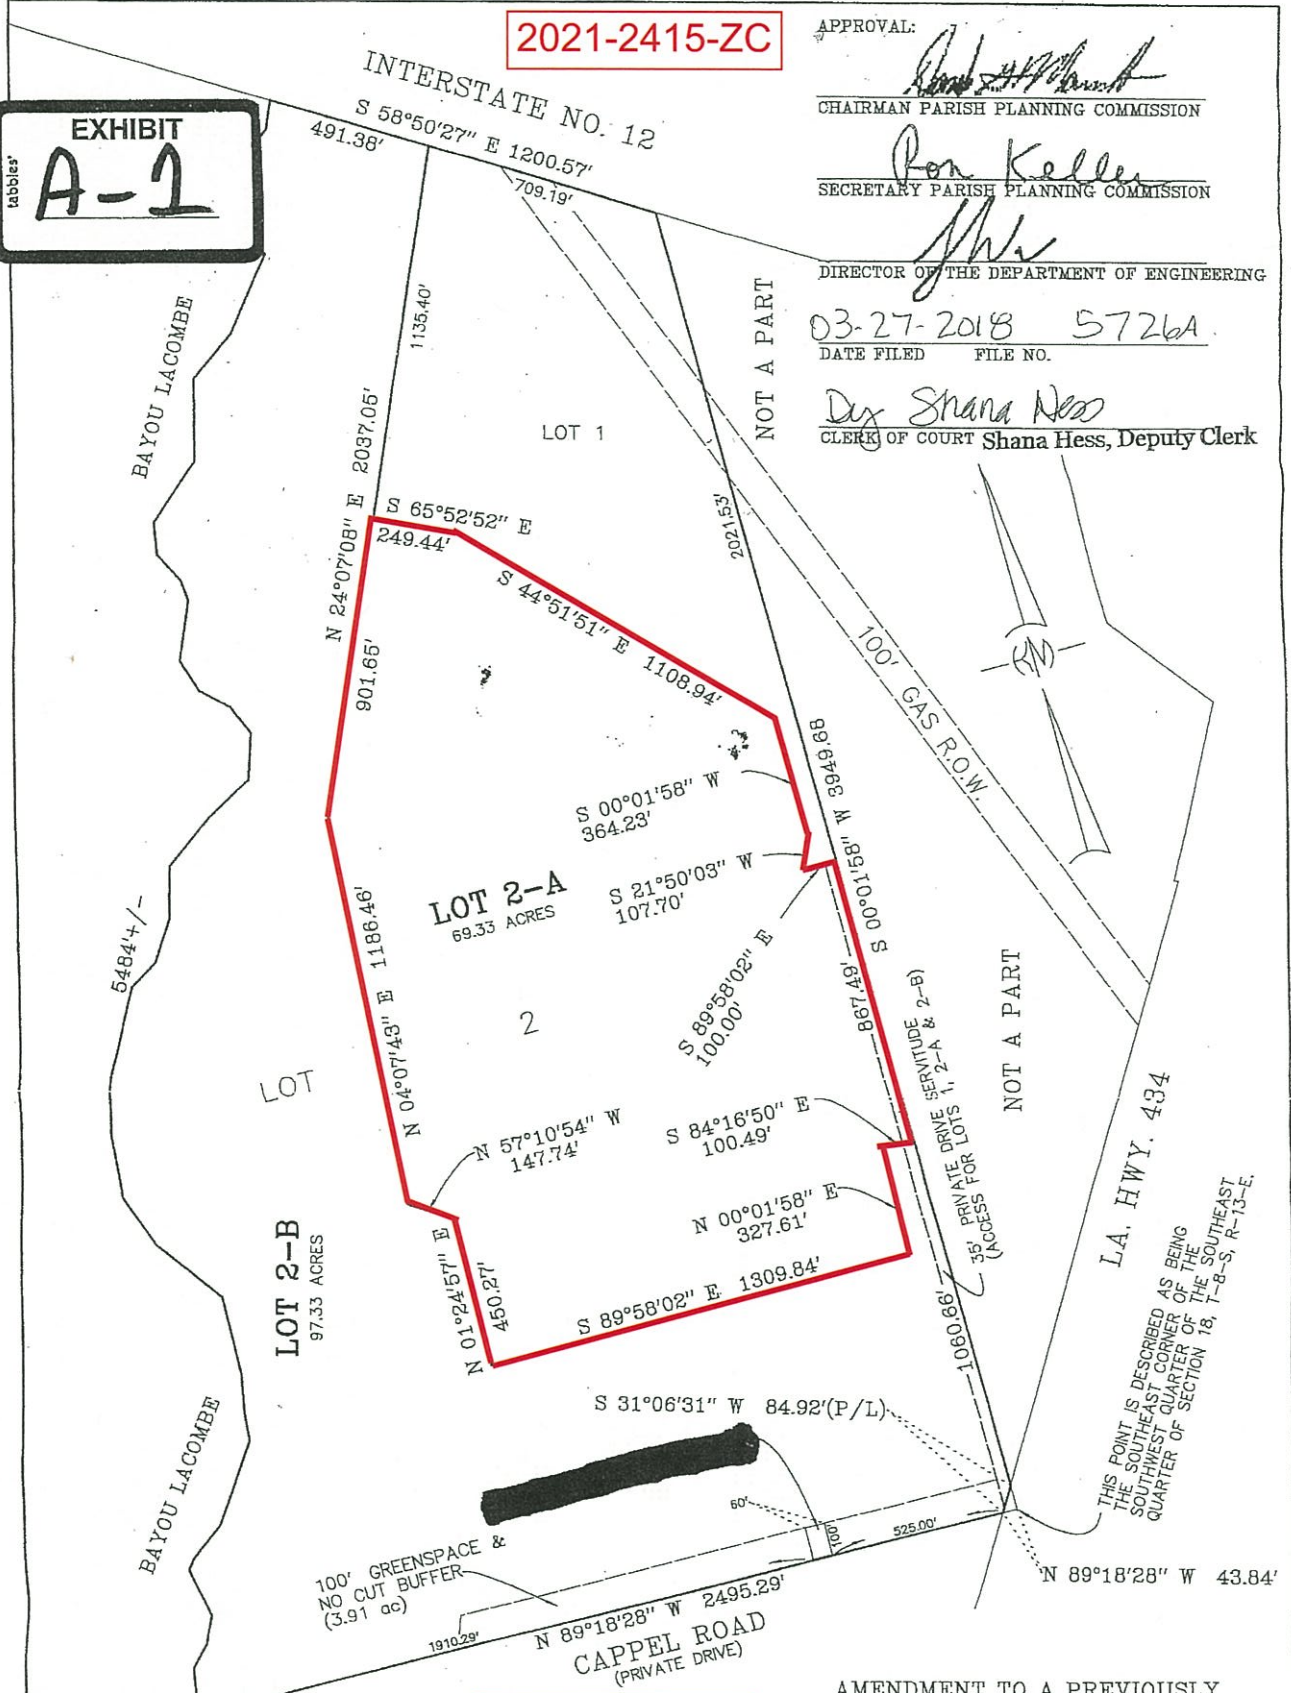 2021-2415-ZC
APPROVAL:
CHAIRMAN PARISH PLANNING COMMISSION
Ron Keller
SECRETARY PARISH PLANNING COMMISSION
DIRECTOR OF THE DEPARTMENT OF ENGINEERING
03-27-2018 5726A
DATE FILED FILE NO.
Dy Shana Hess
CLERK OF COURT Shana Hess, Deputy Clerk
tabbies'
EXHIBIT
A-1
INTERSTATE NO. 12
S 58°50'27" E 1200.57'
491.38'
709.19'
BAYOU LACOMBE
1135.40'
N 24°07'08" E 2037.05'
LOT 1
NOT A PART
2021.53'
S 65°52'52" E
249.44'
S 44°51'51" E 1108.94'
901.65'
100' GAS R.O.W.
KM
S 00°01'58" W
364.23'
S 00°01'58" W 3949.68
S 21°50'03" W
107.70'
LOT 2-A
69.33 ACRES
S 89°58'02" E
100.00'
867.49'
5484'+/-
N 04°07'43" E 1186.46'
2
LOT
NOT A PART
35' PRIVATE DRIVE SERVITUDE
(ACCESS FOR LOTS 1, 2-A & 2-B)
N 57°10'54" W
147.74'
S 84°16'50" E
100.49'
N 00°01'58" E
327.61'
LA. HWY. 434
LOT 2-B
97.33 ACRES
N 01°24'57" E
450.27'
S 89°58'02" E 1309.84'
1060.66'
THIS POINT IS DESCRIBED AS BEING
THE SOUTHEAST CORNER OF THE
SOUTHWEST QUARTER OF THE SOUTHEAST
QUARTER OF SECTION 18, T-8-S, R-13-E.
S 31°06'31" W 84.92'(P/L)
BAYOU LACOMBE
60'
100'
525.00'
100' GREENSPACE &
NO CUT BUFFER
(3.91 ac)
N 89°18'28" W 43.84'
1910.29'
N 89°18'28" W 2495.29'
CAPPEL ROAD
(PRIVATE DRIVE)
AMENDMENT TO A PREVIOUSLY